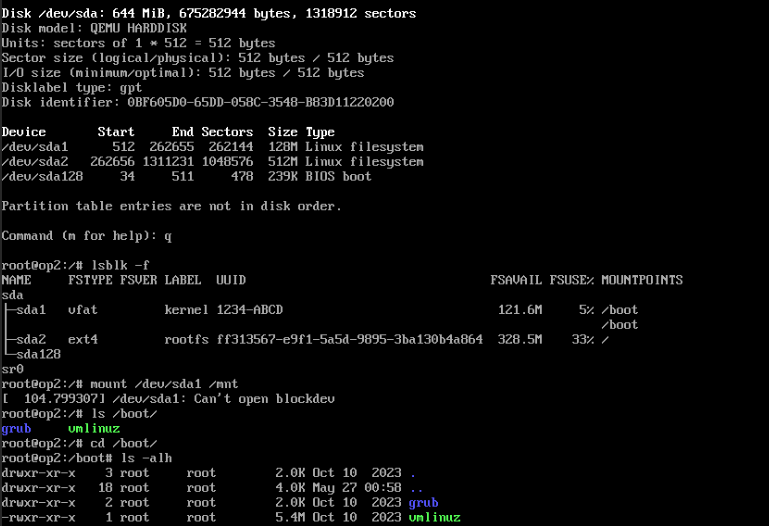 Disk /dev/sda: 644 MiB, 675282944 bytes, 1318912 sectors
Disk model: QEMU HARDDISK
Units: sectors of 1 * 512 = 512 bytes
Sector size (logical/physical): 512 bytes / 512 bytes
I/O size (minimum/optimal): 512 bytes / 512 bytes
Disklabel type: gpt
Disk identifier: 0BF605D0-65DD-058C-3548-B83D11220200
Device       Start     End Sectors  Size Type
/dev/sda1      512  262655  262144  128M Linux filesystem
/dev/sda2   262656 1311231 1048576  512M Linux filesystem
/dev/sda128     34     511     478  239K BIOS boot
Partition table entries are not in disk order.
Command (m for help): q
root@op2:/# lsblk -f
NAME    FSTYPE FSVER LABEL  UUID                                 FSAVAIL FSUSE% MOUNTPOINTS
sda
├─sda1  vfat         kernel 1234-ABCD                             121.6M     5% /boot
│                                                                               /boot
├─sda2  ext4         rootfs ff313567-e9f1-5a5d-9895-3ba130b4a864  328.5M    33% /
└─sda128
sr0
root@op2:/# mount /dev/sda1 /mnt
[  104.799307] /dev/sda1: Can't open blockdev
root@op2:/# ls /boot/
grub    vmlinuz
root@op2:/# cd /boot/
root@op2:/boot# ls -alh
drwxr-xr-x   3 root     root        2.0K Oct 10  2023 .
drwxr-xr-x  18 root     root        4.0K May 27 00:58 ..
drwxr-xr-x   2 root     root        2.0K Oct 10  2023 grub
-rwxr-xr-x   1 root     root        5.4M Oct 10  2023 vmlinuz